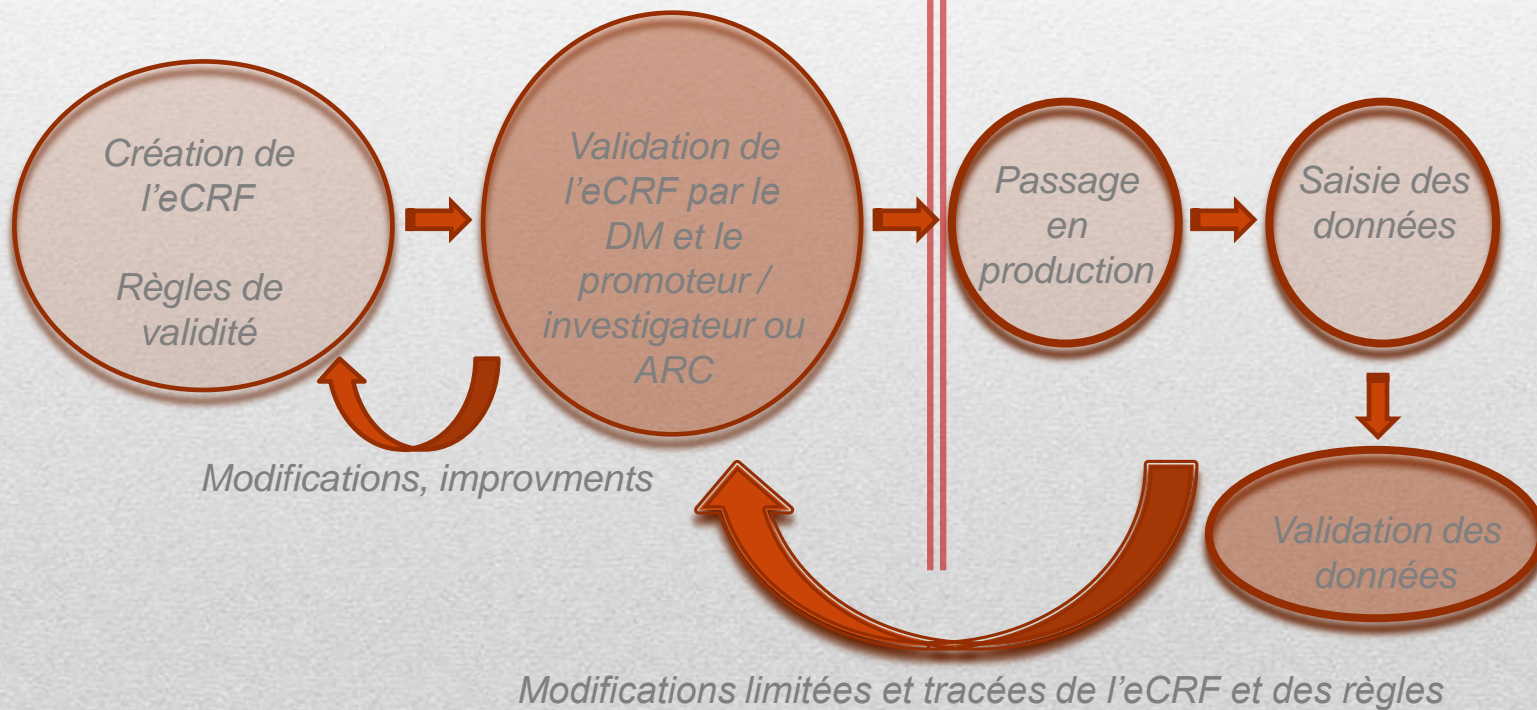 Création de
l’eCRF
Règles de
validité
Validation de
l’eCRF par le
DM et le
promoteur /
investigateur ou
ARC
Passage
en
production
Saisie des
données
Validation des
données
Modifications, improvments
Modifications limitées et tracées de l’eCRF et des règles